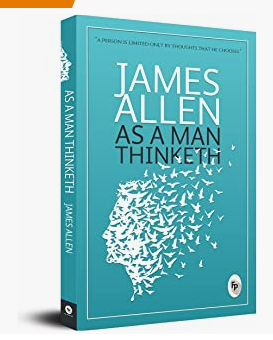 "A PERSON IS LIMITED ONLY BY THOUGHTS THAT HE CHOOSES."
JAMES
ALLEN
AS A MAN
THINKETH
AS A MAN THINKETH JAMES ALLEN
Fp